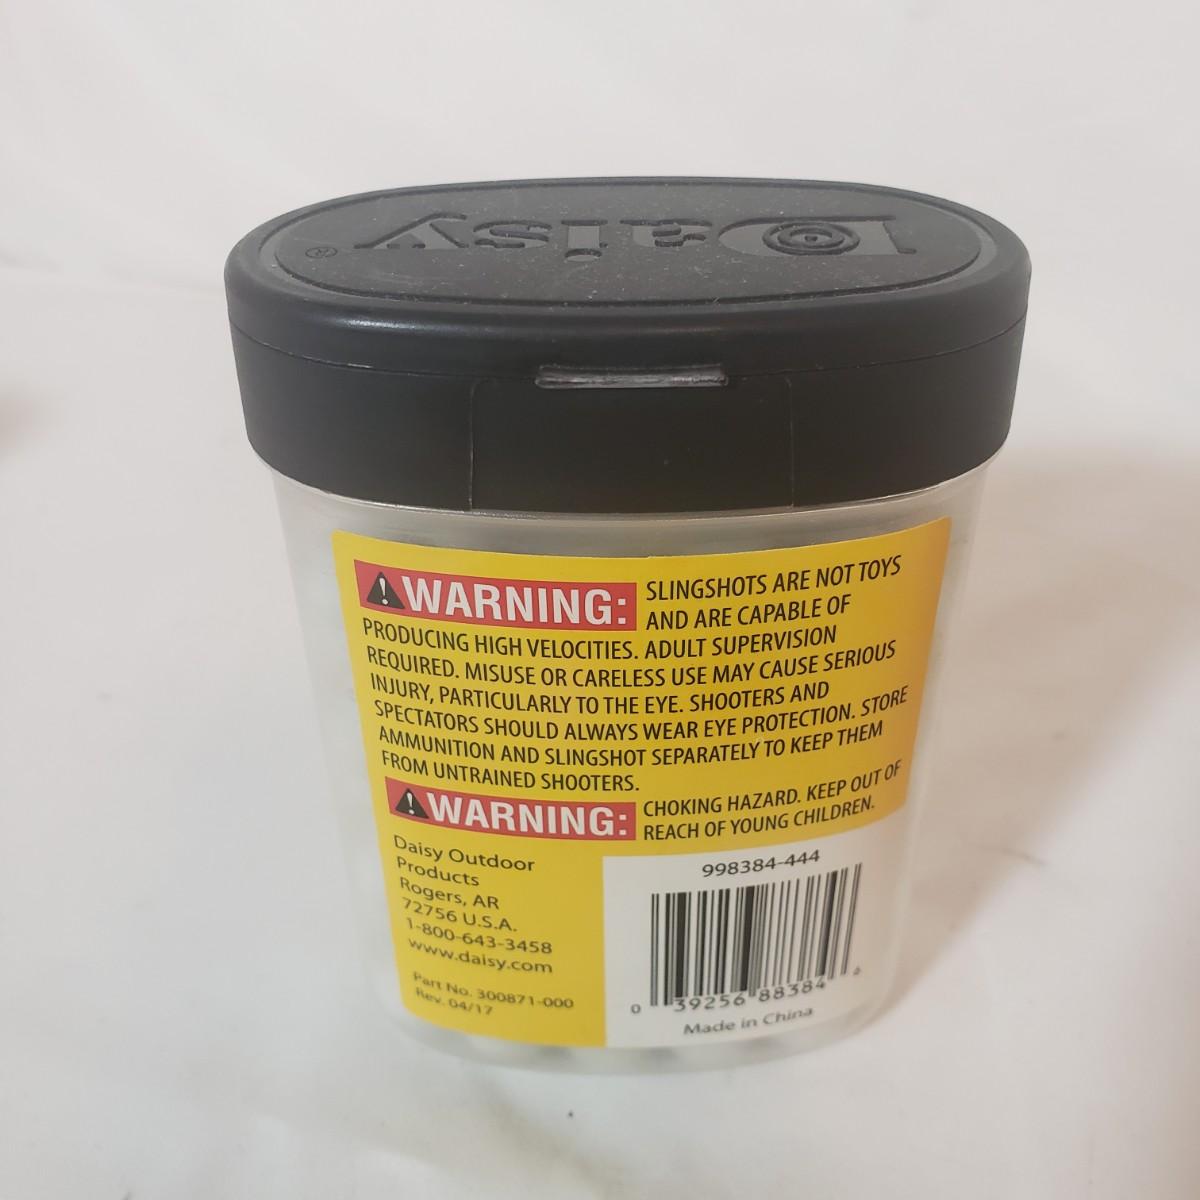 Daisy®
WARNING: SLINGSHOTS ARE NOT TOYS
AND ARE CAPABLE OF
PRODUCING HIGH VELOCITIES. ADULT SUPERVISION
REQUIRED. MISUSE OR CARELESS USE MAY CAUSE SERIOUS
INJURY, PARTICULARLY TO THE EYE. SHOOTERS AND
SPECTATORS SHOULD ALWAYS WEAR EYE PROTECTION. STORE
AMMUNITION AND SLINGSHOT SEPARATELY TO KEEP THEM
FROM UNTRAINED SHOOTERS.
WARNING: CHOKING HAZARD. KEEP OUT OF
REACH OF YOUNG CHILDREN.
Daisy Outdoor
Products
Rogers, AR
72756 U.S.A.
1-800-643-3458
www.daisy.com
Part No. 300871-000
Rev. 04/17
998384-444
0 39256 88384 6
Made in China